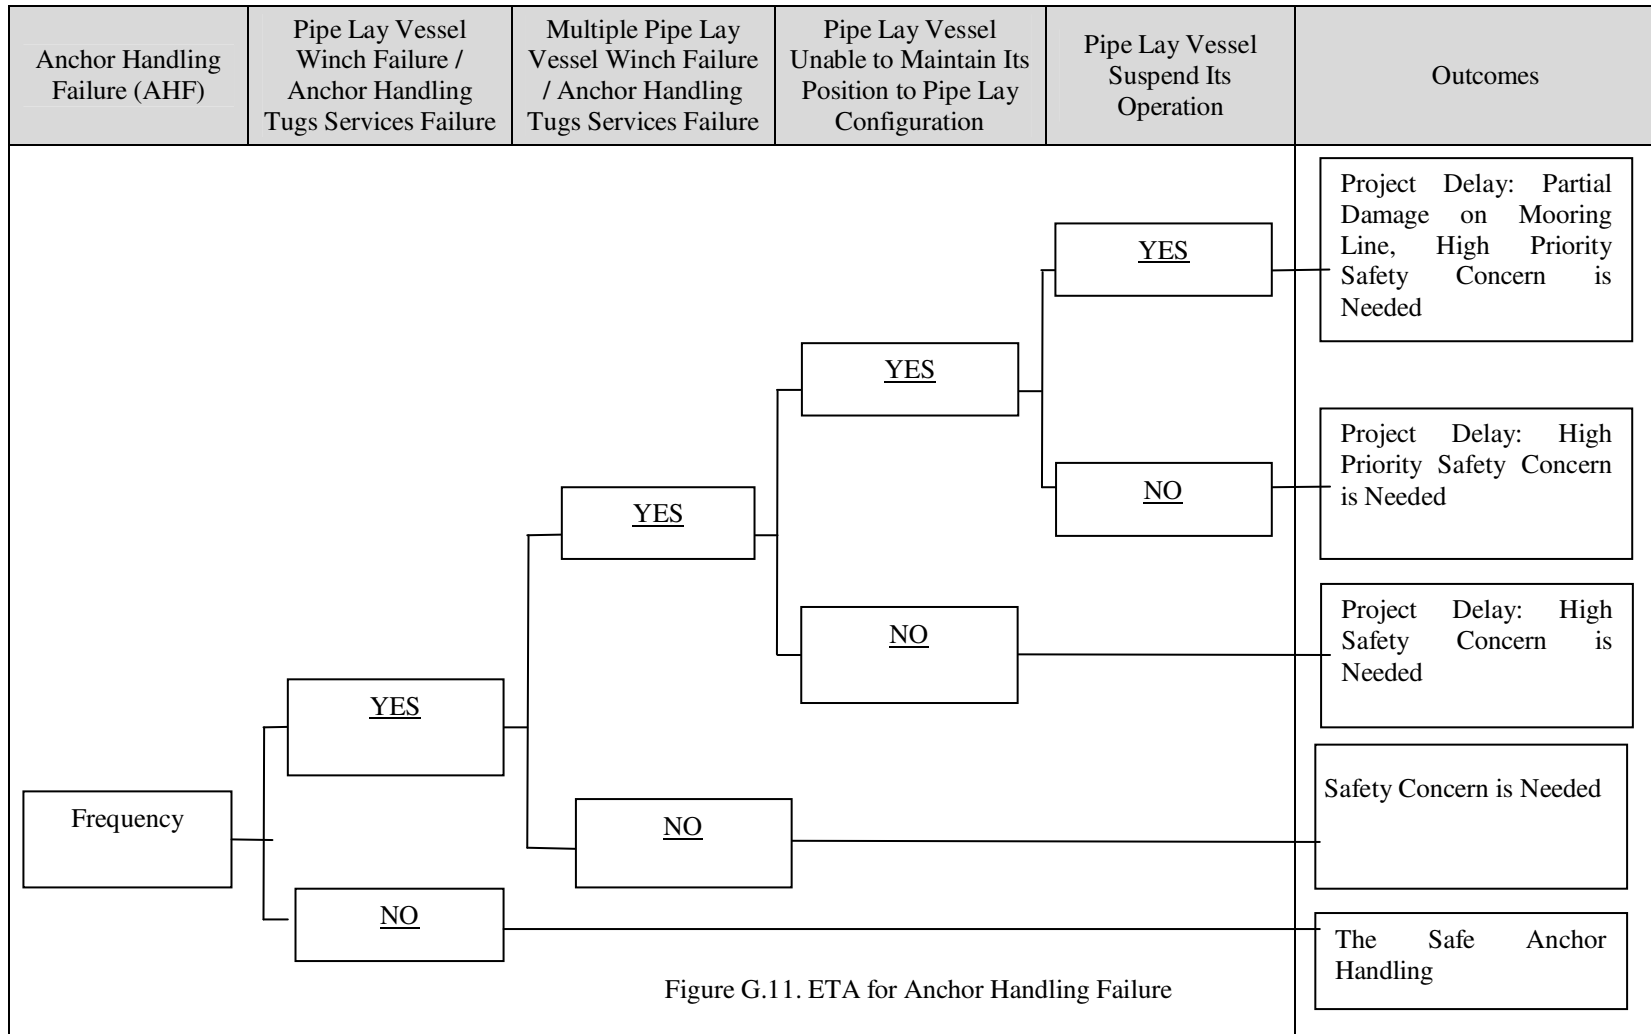 Anchor Handling
Failure (AHF)
Pipe Lay Vessel
Winch Failure /
Anchor Handling
Tugs Services Failure
Multiple Pipe Lay
Vessel Winch Failure
/ Anchor Handling
Tugs Services Failure
Pipe Lay Vessel
Unable to Maintain Its
Position to Pipe Lay
Configuration
Pipe Lay Vessel
Suspend Its
Operation
Outcomes
Project Delay: Partial
Damage on Mooring
Line, High Priority
Safety Concern is
Needed
YES
YES
Project Delay: High
Priority Safety Concern
is Needed
NO
YES
Project Delay: High
Safety Concern is
Needed
NO
YES
Safety Concern is Needed
Frequency
NO
NO
The Safe Anchor
Handling
Figure G.11. ETA for Anchor Handling Failure